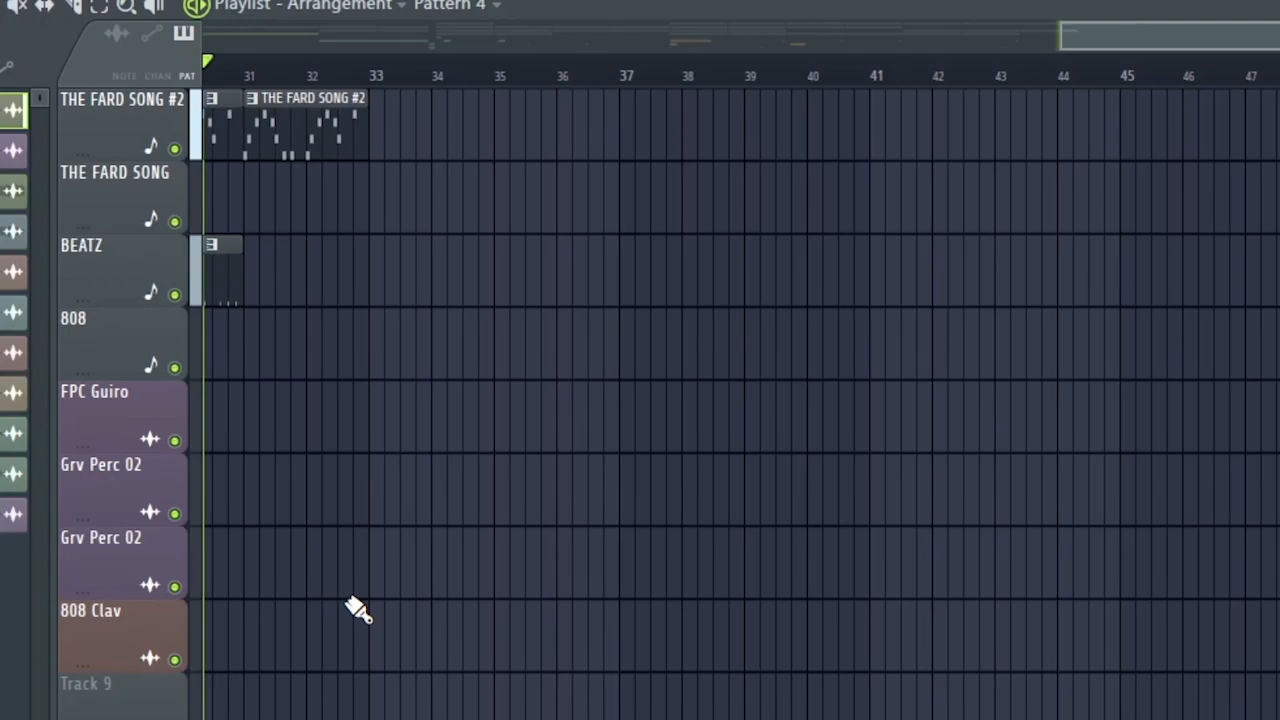 Playlist - Arrangement Pattern 4
NOTE CHAN PAT
31 32 33 34 35 36 37 38 39 40 41 42 43 44 45 46 47
THE FARD SONG #2
THE FARD SONG #2
THE FARD SONG
BEATZ
808
FPC Guiro
Grv Perc 02
Grv Perc 02
808 Clav
Track 9